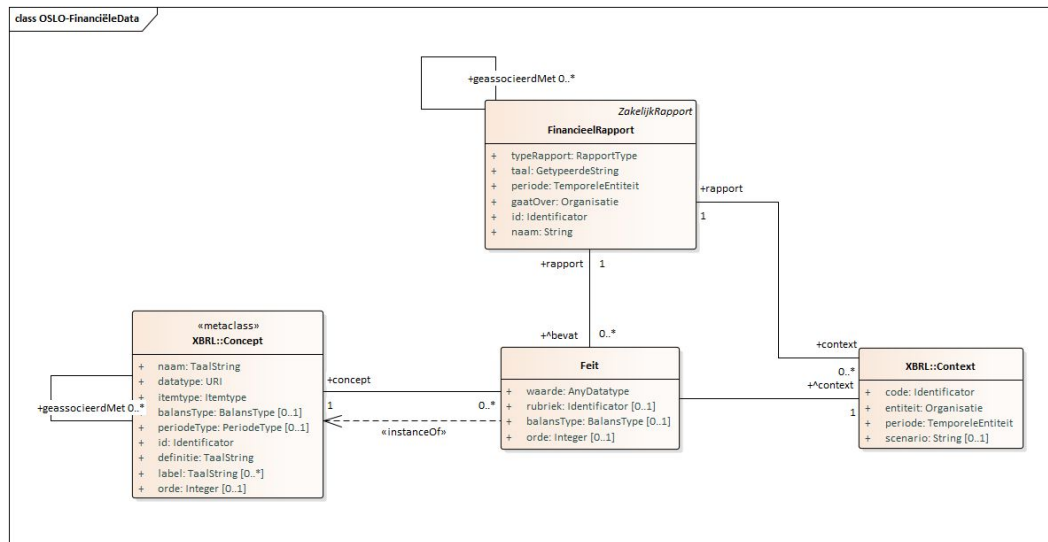 class OSLO-FinanciëleData
+geassocieerdMet 0..*
ZakelijkRapport
FinancieelRapport
+ typeRapport: RapportType
+ taal: GetypeerdeString
+ periode: TemporeleEntiteit
+ gaatOver: Organisatie
+ id: Identificator
+ naam: String
+rapport
1
+rapport 1
+^bevat 0..*
«metaclass»
XBRL::Concept
+ naam: TaalString
+ datatype: URI
+ itemtype: Itemtype
+ balansType: BalansType [0..1]
+ periodeType: PeriodeType [0..1]
+ id: Identificator
+ definitie: TaalString
+ label: TaalString [0..*]
+ orde: Integer [0..1]
+geassocieerdMet 0..*
+concept
1
0..*
«instanceOf»
Feit
+ waarde: AnyDatatype
+ rubriek: Identificator [0..1]
+ balansType: BalansType [0..1]
+ orde: Integer [0..1]
+context
0..*
+^context
1
XBRL::Context
+ code: Identificator
+ entiteit: Organisatie
+ periode: TemporeleEntiteit
+ scenario: String [0..1]